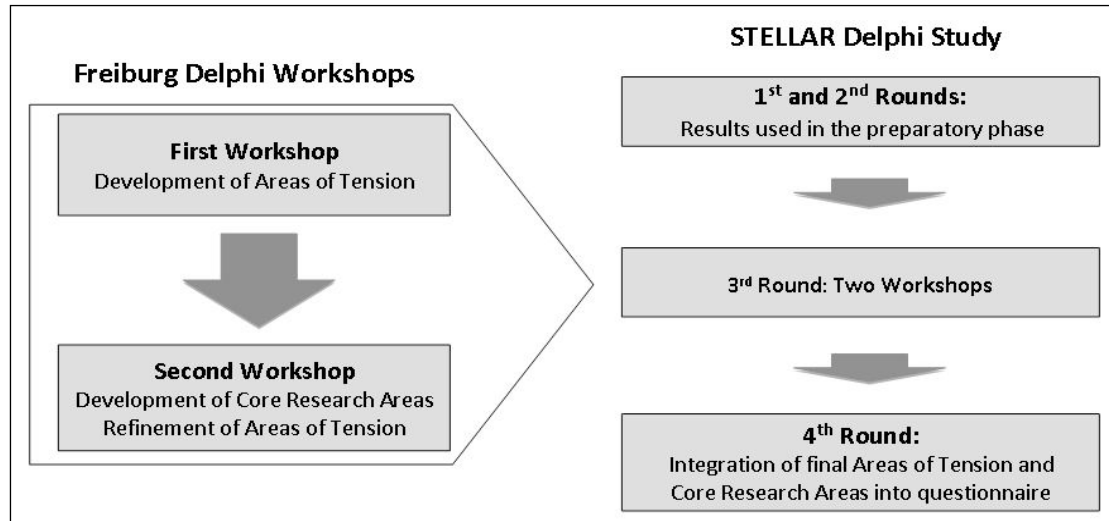 Freiburg Delphi Workshops
First Workshop
Development of Areas of Tension
Second Workshop
Development of Core Research Areas
Refinement of Areas of Tension
STELLAR Delphi Study
1st and 2nd Rounds:
Results used in the preparatory phase
3rd Round: Two Workshops
4th Round:
Integration of final Areas of Tension and
Core Research Areas into questionnaire